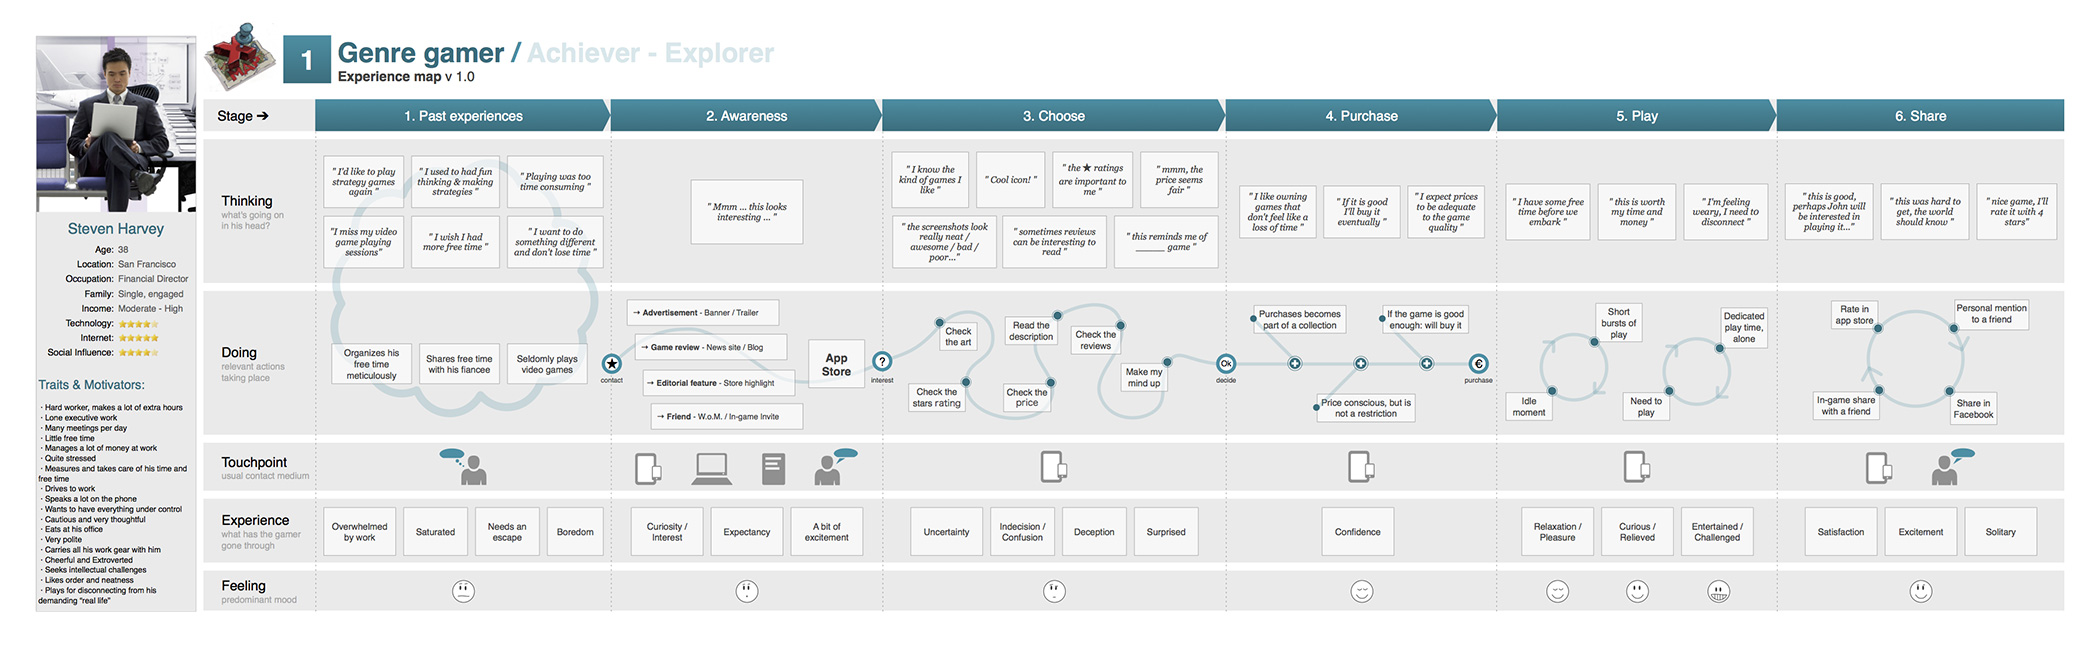 1
Genre gamer / Achiever - Explorer
Experience map v 1.0
Steven Harvey
Age: 38
Location: San Francisco
Occupation: Financial Director
Family: Single, engaged
Income: Moderate - High
Technology:
Internet:
Social Influence:
Traits & Motivators:
· Hard worker, makes a lot of extra hours
· Lone executive work
· Many meetings per day
· Little free time
· Manages a lot of money at work
· Quite stressed
· Measures and takes care of his time and
free time
· Drives to work
· Speaks a lot on the phone
· Wants to have everything under control
· Cautious and very thoughtful
· Eats at his office
· Very polite
· Carries all his work gear with him
· Cheerful and Extroverted
· Seeks intellectual challenges
· Likes order and neatness
· Plays for disconnecting from his
demanding “real life”
Stage ➔
1. Past experiences
2. Awareness
3. Choose
4. Purchase
5. Play
6. Share
Thinking
what's going on
in his head?
" I'd like to play
strategy games
again "
" I used to had fun
thinking & making
strategies "
" Playing was too
time consuming "
"I miss my video
game playing
sessions"
" I wish I had
more free time "
" I want to do
something different
and don't lose time "
" Mmm ... this looks
interesting ... "
" I know the
kind of games I
like "
" Cool icon! "
" the ★ ratings
are important to
me "
"mmm, the
price seems
fair "
" the screenshots look
really neat /
awesome / bad /
poor..."
"sometimes reviews
can be interesting to
read "
" this reminds me of
______ game "
" I like owning
games that
don't feel like a
loss of time "
"If it is good
I'll buy it
eventually "
" I expect prices
to be adequate
to the game
quality "
" I have some free
time before we
embark "
" this is worth
my time and
money "
" I'm feeling
weary, I need to
disconnect "
"this is good,
perhaps John will
be interested in
playing it..."
"this was hard to
get, the world
should know "
"nice game, I'll
rate it with 4
stars"
Doing
relevant actions
taking place
Organizes his
free time
meticulously
Shares free time
with his fiancee
Seldomly plays
video games
★
contact
→ Advertisement - Banner / Trailer
→ Game review - News site / Blog
→ Editorial feature - Store highlight
→ Friend - W.o.M. / In-game Invite
App
Store
?
interest
Check
the art
Check the
stars rating
Read the
description
Check the
price
Check the
reviews
Make my
mind up
Ok
decide
Purchases becomes
part of a collection
Price conscious, but is
not a restriction
If the game is good
enough: will buy it
€
purchase
Short
bursts of
play
Idle
moment
Dedicated
play time,
alone
Need to
play
Rate in
app store
Personal mention
to a friend
In-game share
with a friend
Share in
Facebook
Touchpoint
usual contact medium
Experience
what has the gamer
gone through
Overwhelmed
by work
Saturated
Needs an
escape
Boredom
Curiosity /
Interest
Expectancy
A bit of
excitement
Uncertainty
Indecision /
Confusion
Deception
Surprised
Confidence
Relaxation /
Pleasure
Curious /
Relieved
Entertained /
Challenged
Satisfaction
Excitement
Solitary
Feeling
predominant mood